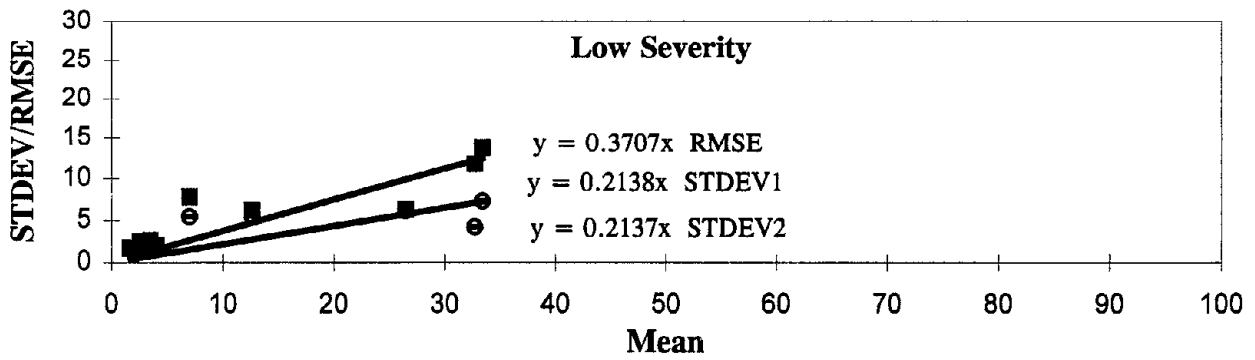 30
25
20
15
10
5
0
STDEV/RMSE
Low Severity
y = 0.3707x RMSE
y = 0.2138x STDEV1
y = 0.2137x STDEV2
0 10 20 30 40 50 60 70 80 90 100
Mean